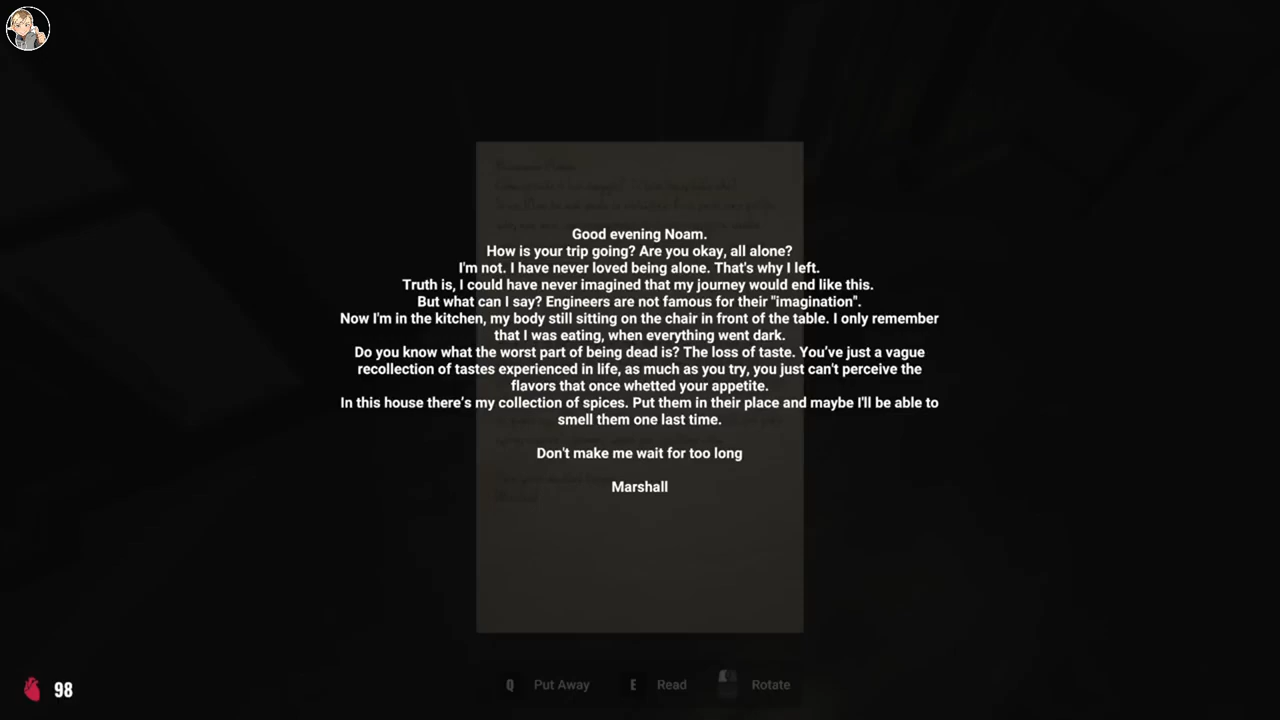 Good evening Noam.
How is your trip going? Are you okay, all alone?
I'm not. I have never loved being alone. That's why I left.
Truth is, I could have never imagined that my journey would end like this.
But what can I say? Engineers are not famous for their "imagination".
Now I'm in the kitchen, my body still sitting on the chair in front of the table. I only remember
that I was eating, when everything went dark.
Do you know what the worst part of being dead is? The loss of taste. You’ve just a vague
recollection of tastes experienced in life, as much as you try, you just can't perceive the
flavors that once whetted your appetite.
In this house there’s my collection of spices. Put them in their place and maybe I'll be able to
smell them one last time.
Don't make me wait for too long
Marshall
Q Put Away E Read Rotate
98